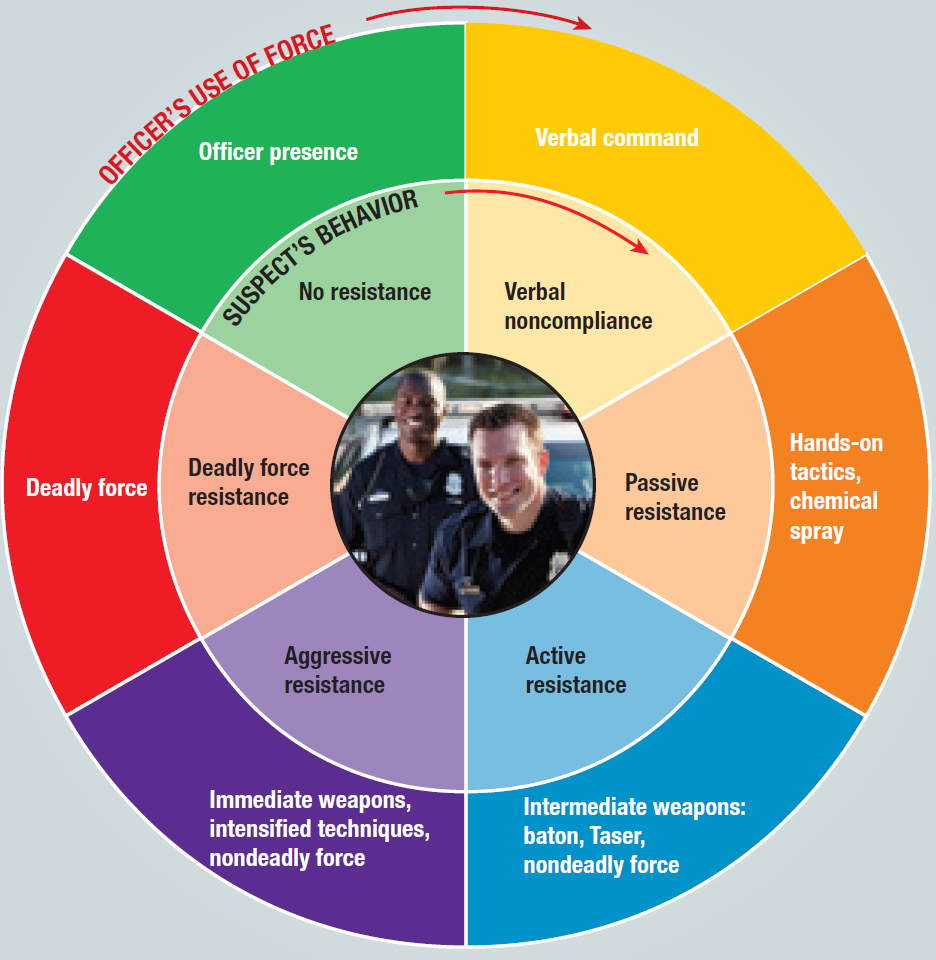 OFFICER'S USE OF FORCE
Officer presence
Verbal command
SUSPECT'S BEHAVIOR
No resistance
Verbal
noncompliance
Hands-on
tactics,
chemical
spray
Passive
resistance
Deadly force
Deadly force
resistance
Aggressive
resistance
Active
resistance
Immediate weapons,
intensified techniques,
nondeadly force
Intermediate weapons:
baton, Taser,
nondeadly force